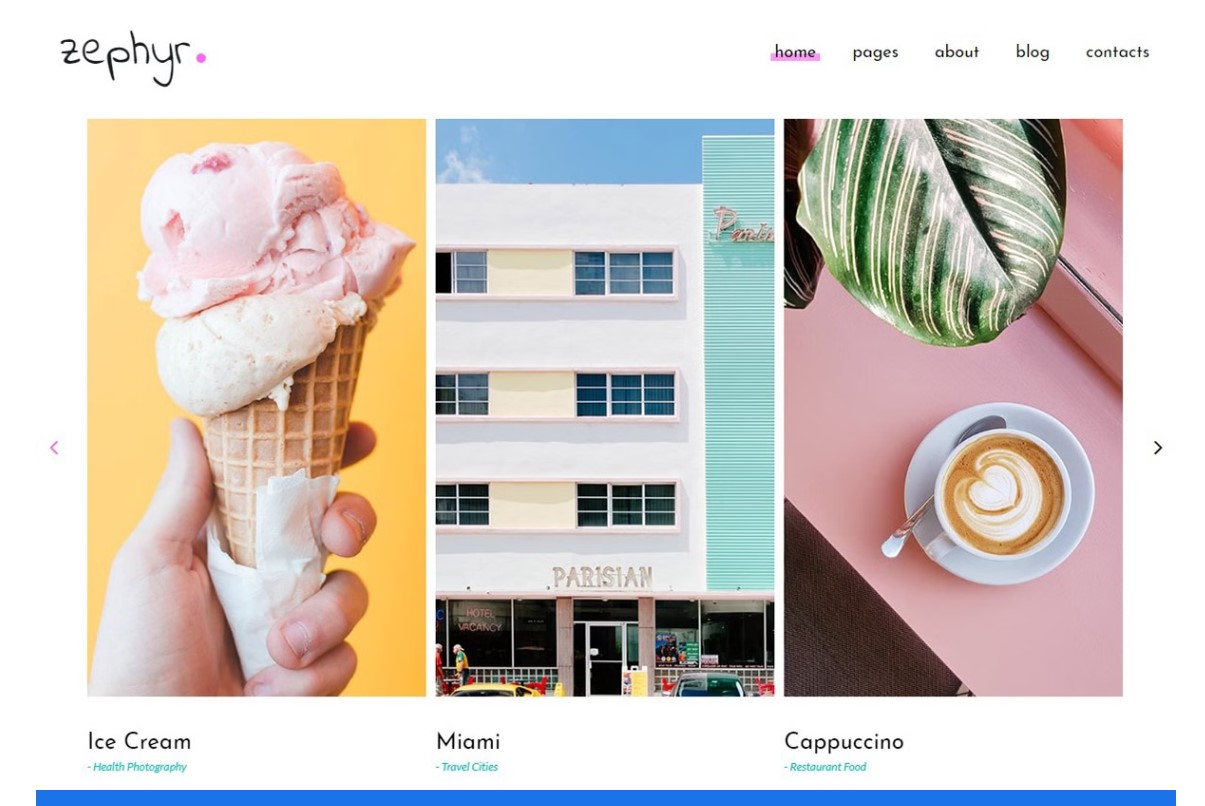 zephyr.
home pages about blog contacts
Parisian
PARISIAN
HOTEL
VACANCY
Ice Cream
Miami
Cappuccino
- Health Photography
- Travel Cities
- Restaurant Food